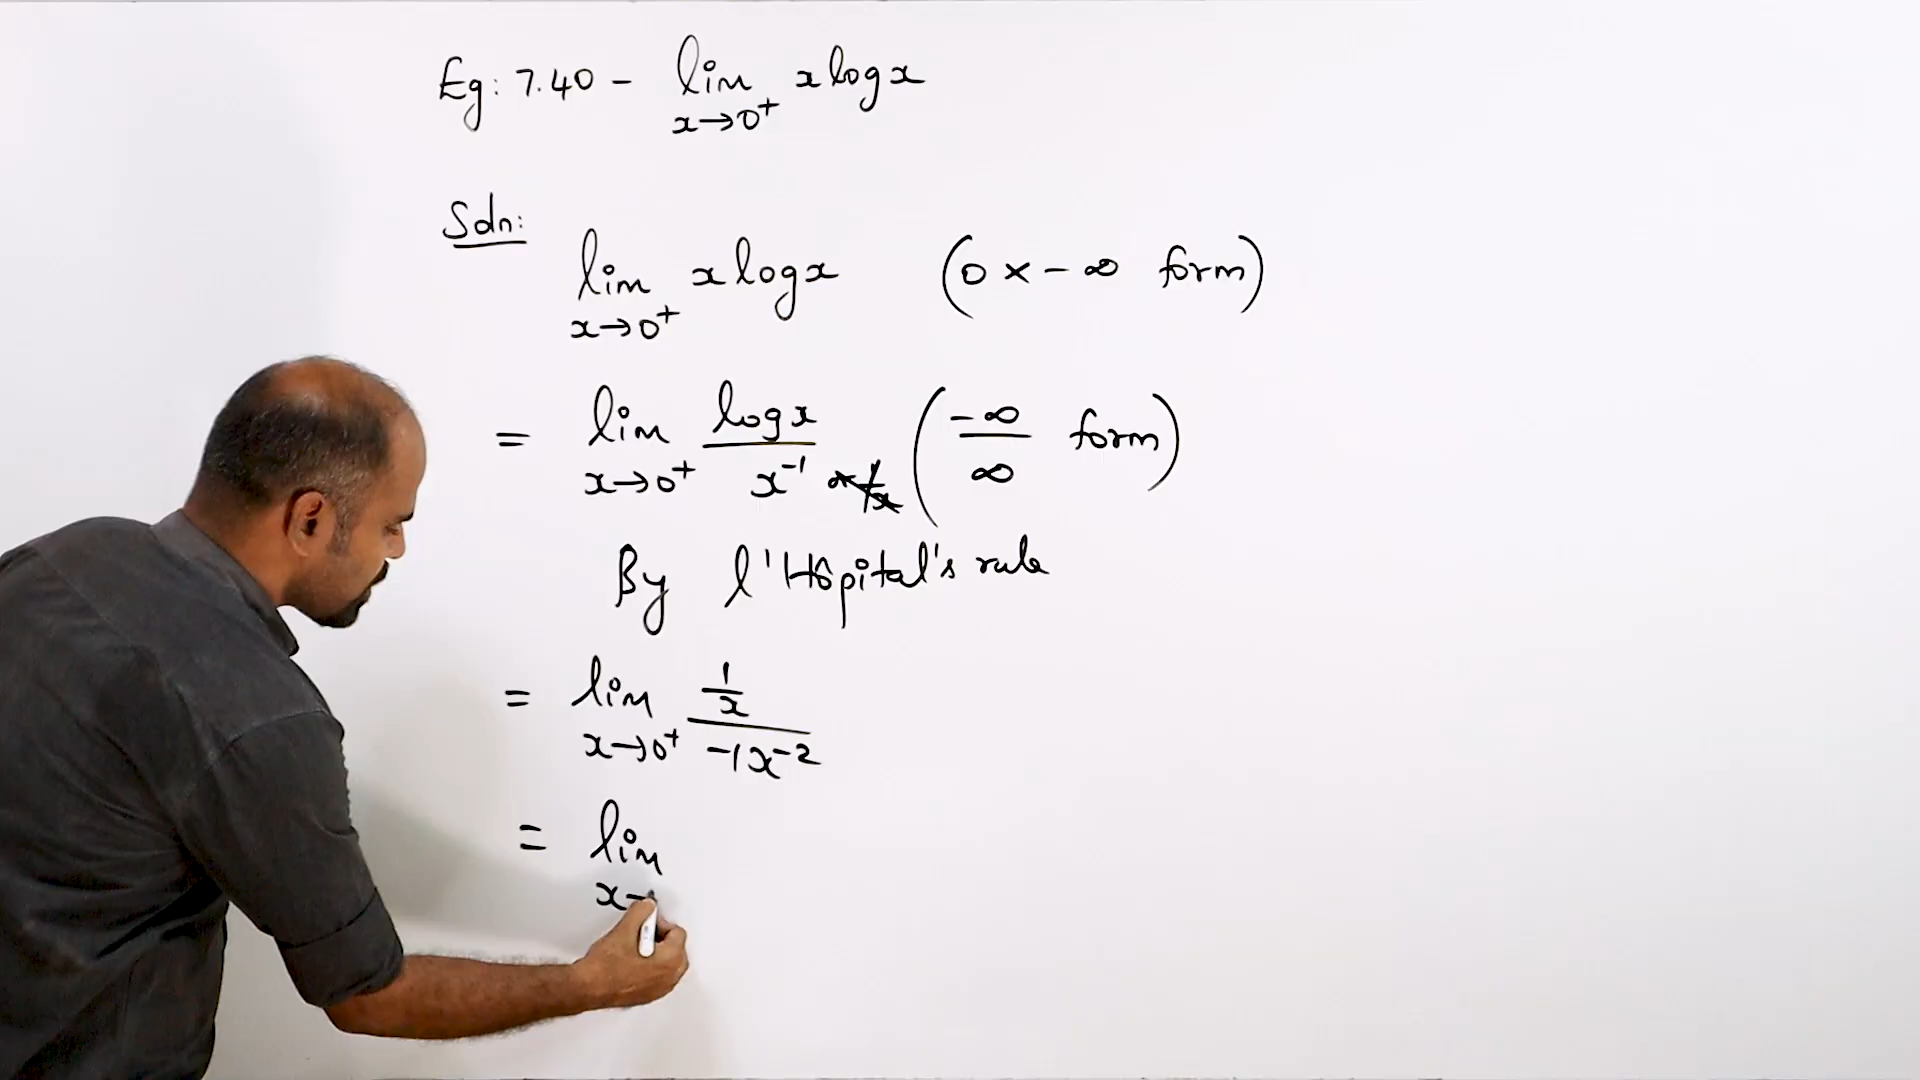 Eg: 7.40 - lim x→0⁺ x log x
Soln:
lim x→0⁺ x log x (0 × -∞ form)
= lim x→0⁺ log x / x⁻¹ (-∞/∞ form)
By l'Hôpital's rule
= lim x→0⁺ (1/x) / (-1x⁻²)
= lim x→